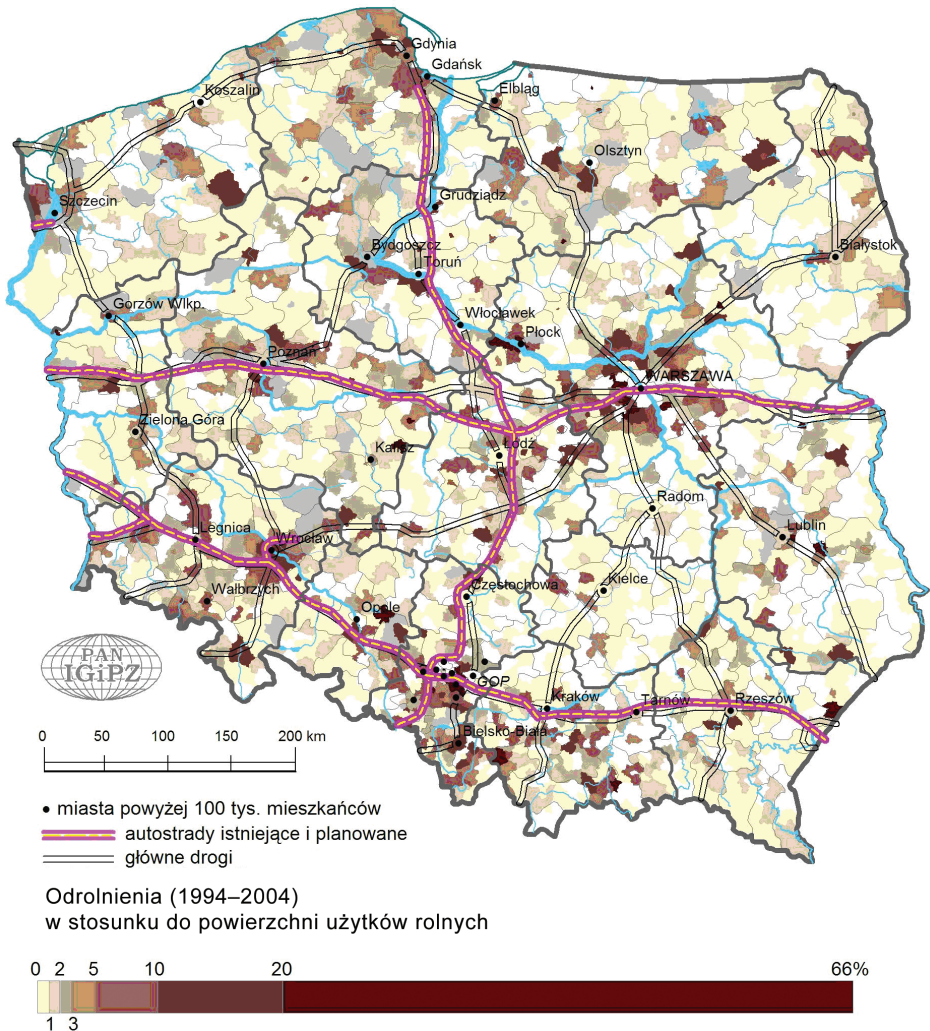 Gdynia
Gdańsk
Koszalin
Elbląg
Olsztyn
Szczecin
Grudziądz
Bydgoszcz
Białystok
Toruń
Gorzów Wlkp.
Włocławek
Płock
Poznań
WARSZAWA
Zielona Góra
Kalisz
Łódź
Radom
Legnica
Wrocław
Lublin
Wałbrzych
Częstochowa
Kielce
Opole
PAN
IGiPZ
GOP
Kraków
Tarnów
Rzeszów
Bielsko-Biała
0 50 100 150 200 km
miasta powyżej 100 tys. mieszkańców
autostrady istniejące i planowane
główne drogi
Odrolnienia (1994–2004)
w stosunku do powierzchni użytków rolnych
0 2 5 10 20 66%
1 3